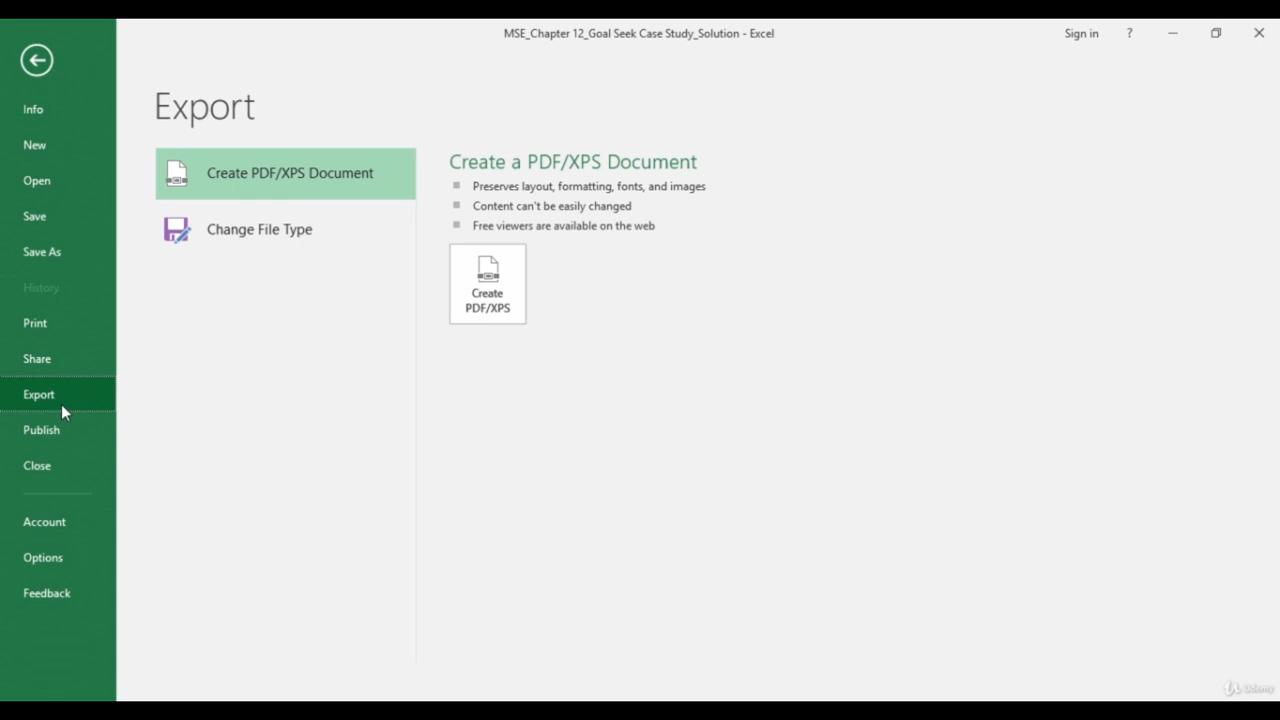 MSE_Chapter 12_Goal Seek Case Study_Solution - Excel
Sign in
?
Info
New
Open
Save
Save As
History
Print
Share
Export
Publish
Close
Account
Options
Feedback
Export
Create PDF/XPS Document
Change File Type
Create a PDF/XPS Document
Preserves layout, formatting, fonts, and images
Content can't be easily changed
Free viewers are available on the web
Create
PDF/XPS
Udemy